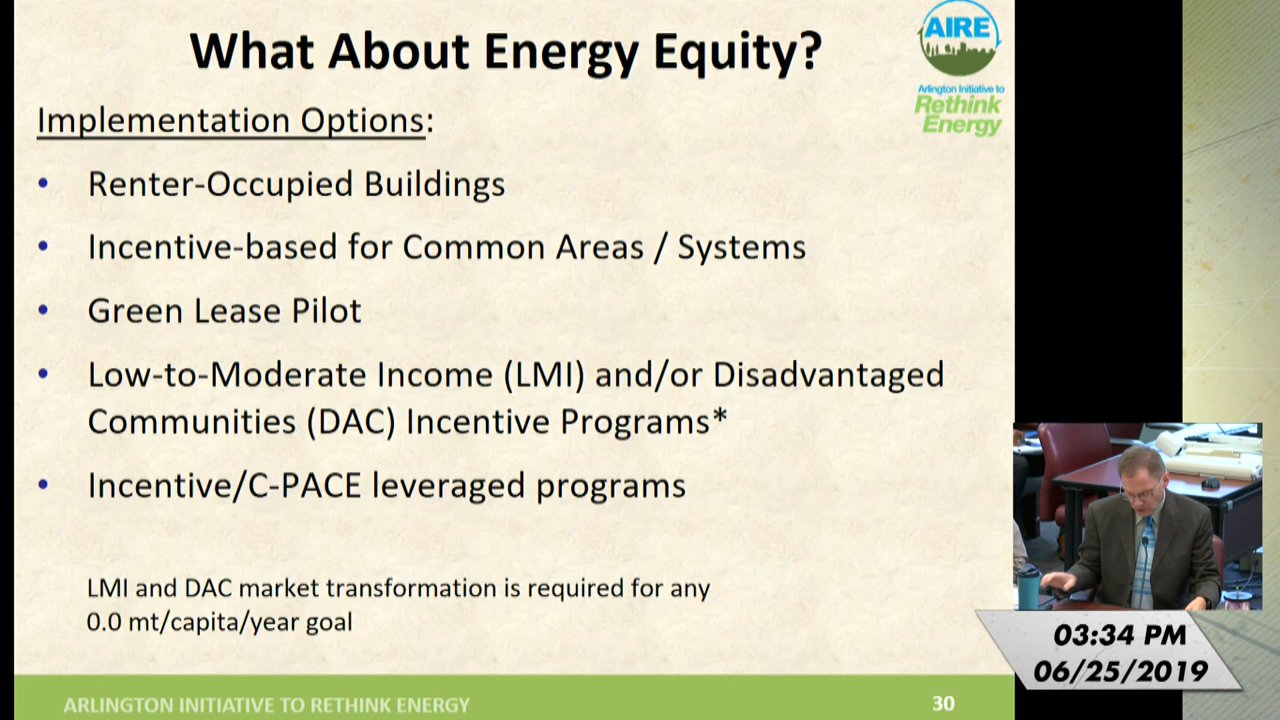 What About Energy Equity?
AIRE
Arlington Initiative to
Rethink
Energy
Implementation Options:
• Renter-Occupied Buildings
• Incentive-based for Common Areas / Systems
• Green Lease Pilot
• Low-to-Moderate Income (LMI) and/or Disadvantaged
Communities (DAC) Incentive Programs*
• Incentive/C-PACE leveraged programs
LMI and DAC market transformation is required for any
0.0 mt/capita/year goal
ARLINGTON INITIATIVE TO RETHINK ENERGY
30
03:34 PM
06/25/2019